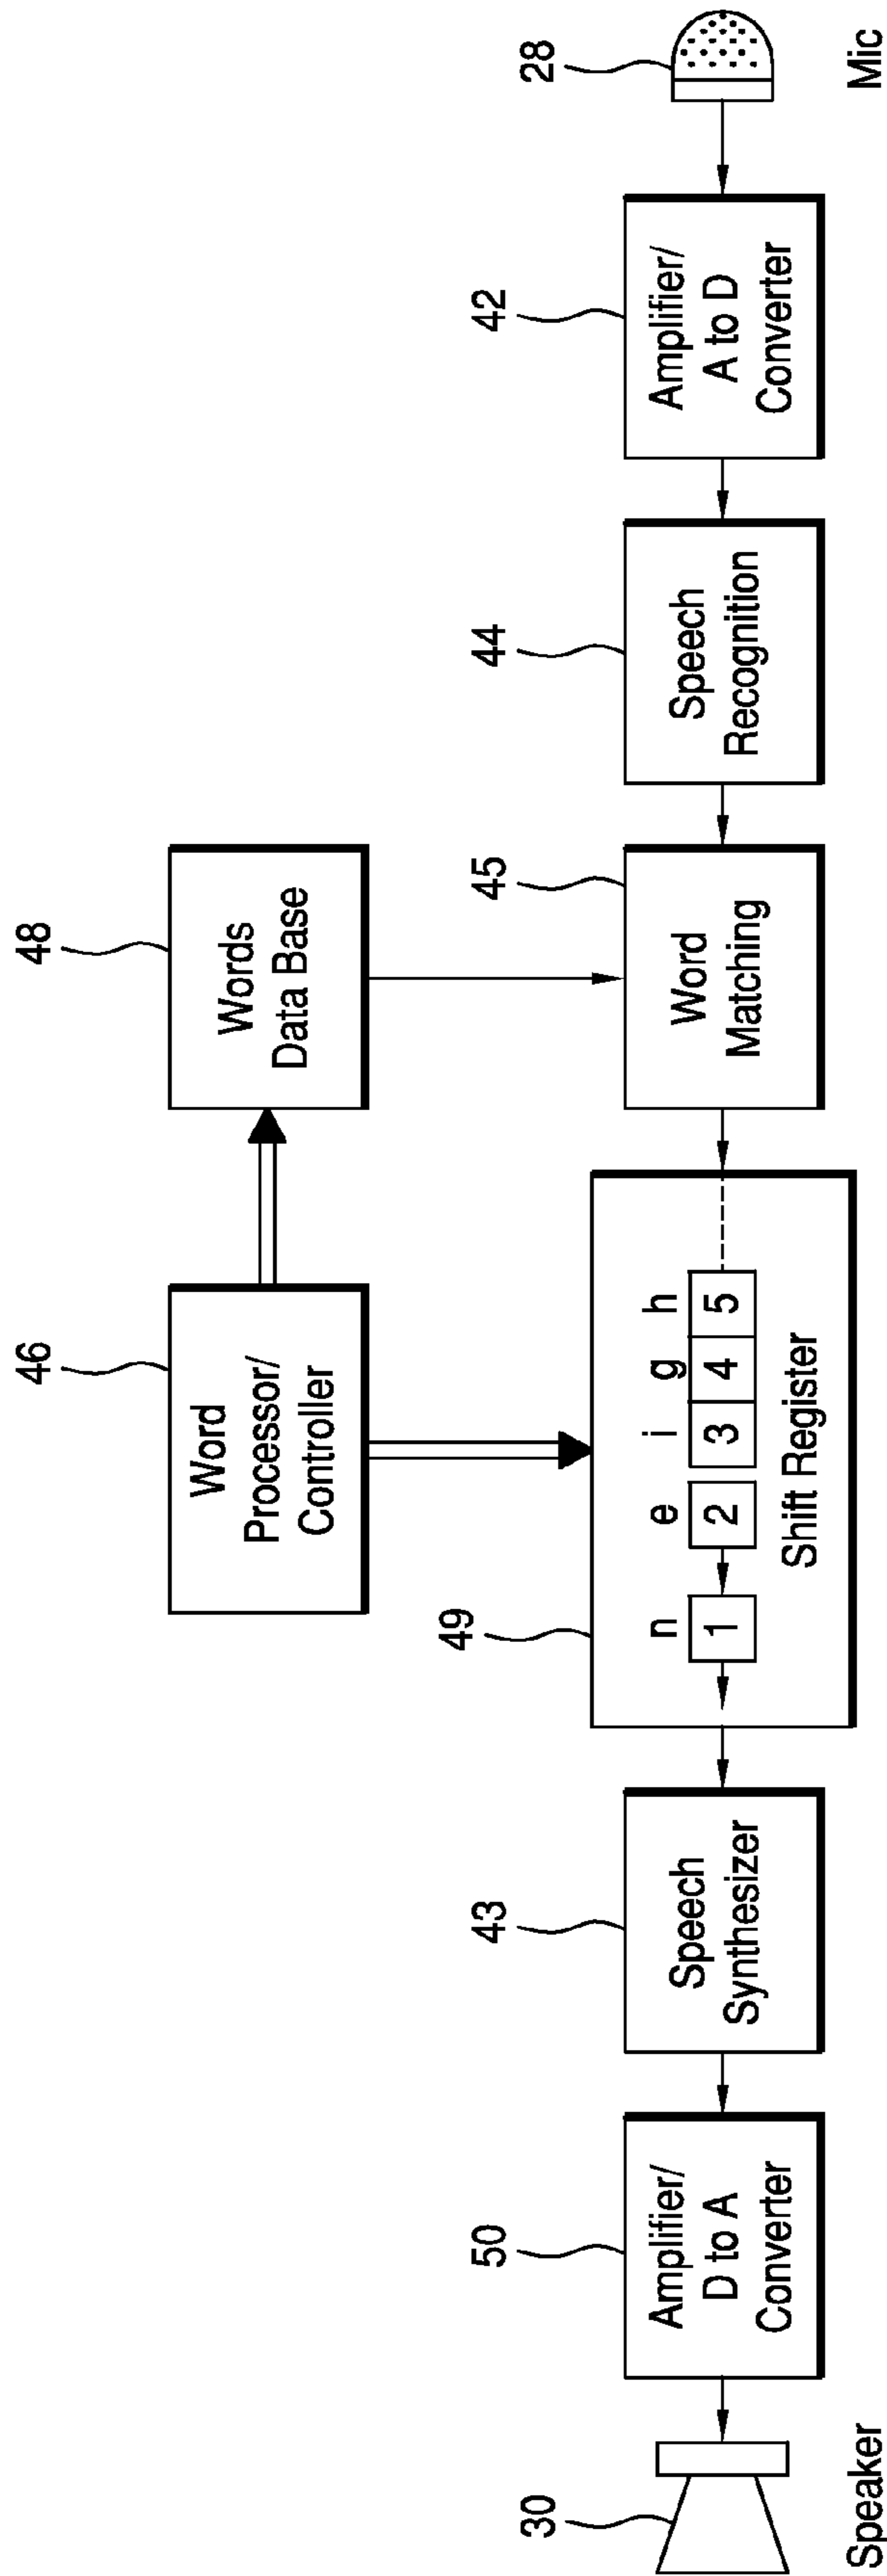 48
46
Words
Data Base
Word
Processor/
Controller
30
Speaker
50
Amplifier/
D to A
Converter
43
Speech
Synthesizer
49
n e i g h
1 2 3 4 5
Shift Register
45
Word
Matching
44
Speech
Recognition
42
Amplifier/
A to D
Converter
28
Mic